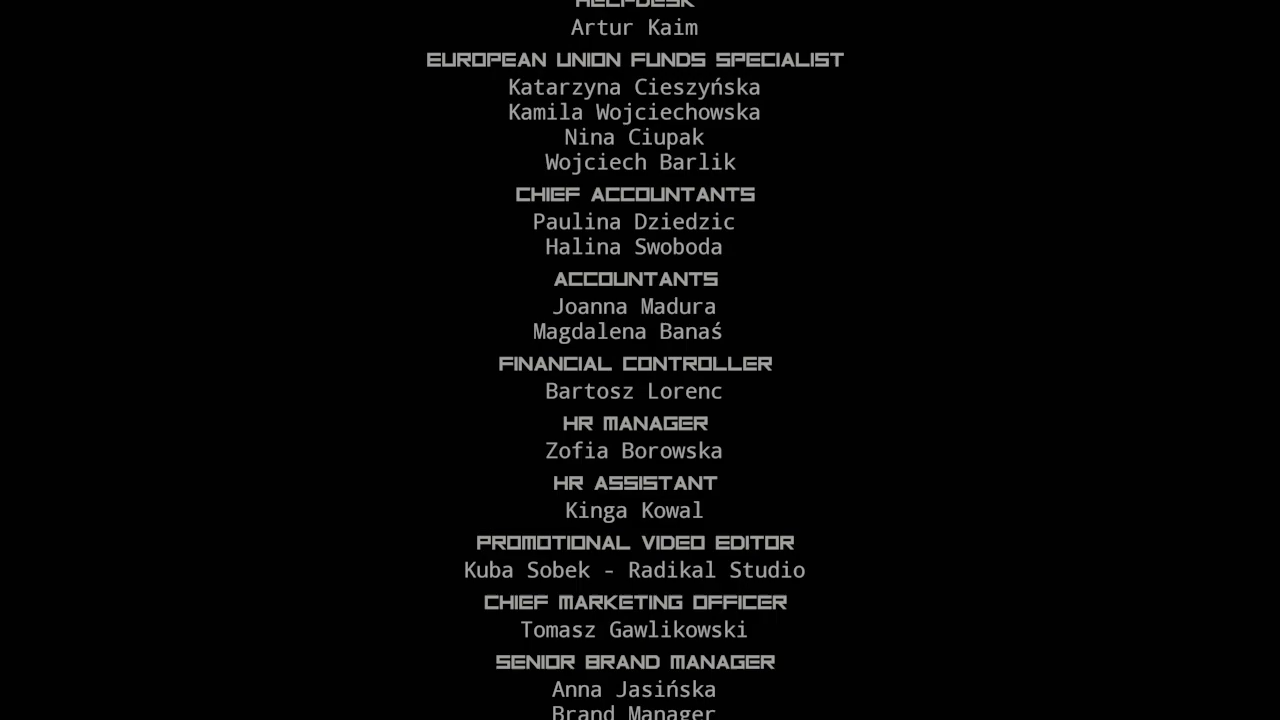 HELPDESK
Artur Kaim
EUROPEAN UNION FUNDS SPECIALIST
Katarzyna Cieszyńska
Kamila Wojciechowska
Nina Ciupak
Wojciech Barlik
CHIEF ACCOUNTANTS
Paulina Dziedzic
Halina Swoboda
ACCOUNTANTS
Joanna Madura
Magdalena Banaś
FINANCIAL CONTROLLER
Bartosz Lorenc
HR MANAGER
Zofia Borowska
HR ASSISTANT
Kinga Kowal
PROMOTIONAL VIDEO EDITOR
Kuba Sobek - Radikal Studio
CHIEF MARKETING OFFICER
Tomasz Gawlikowski
SENIOR BRAND MANAGER
Anna Jasińska
Brand Manager